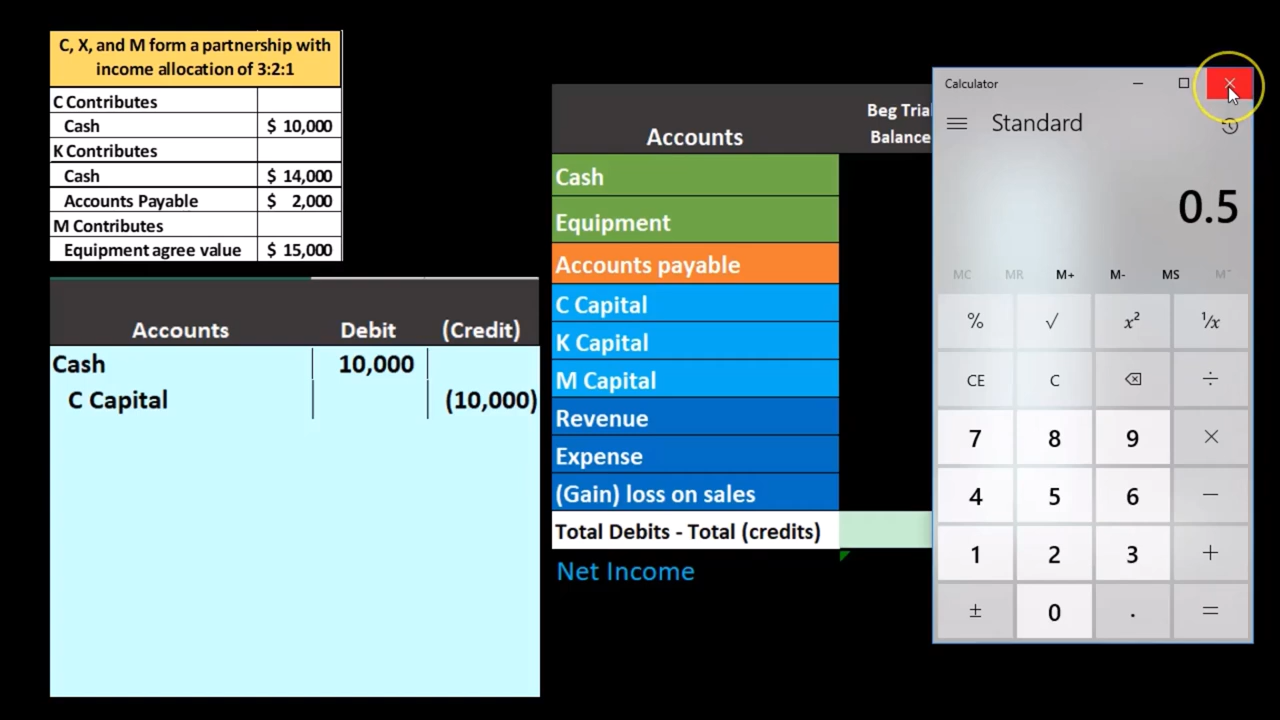 C, X, and M form a partnership with
income allocation of 3:2:1
C Contributes
Cash $ 10,000
K Contributes
Cash $ 14,000
Accounts Payable $ 2,000
M Contributes
Equipment agree value $ 15,000
Accounts Debit (Credit)
Cash 10,000
C Capital (10,000)
Beg Trial
Accounts Balance
Cash
Equipment
Accounts payable
C Capital
K Capital
M Capital
Revenue
Expense
(Gain) loss on sales
Total Debits - Total (credits)
Net Income
Calculator
Standard
0.5
MC MR M+ M- MS M˅
% √ x² ¹/x
CE C ⌫ ÷
7 8 9 ×
4 5 6 −
1 2 3 +
± 0 . =